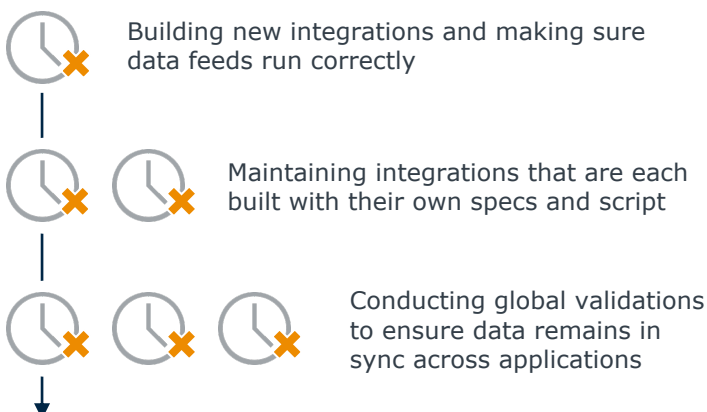 Building new integrations and making sure
data feeds run correctly
Maintaining integrations that are each
built with their own specs and script
Conducting global validations
to ensure data remains in
sync across applications